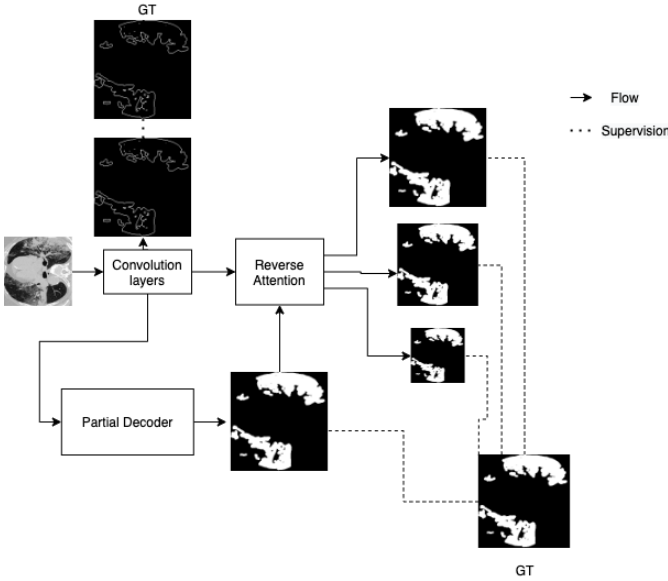 GT
Flow
Supervision
Convolution
layers
Reverse
Attention
Partial Decoder
GT